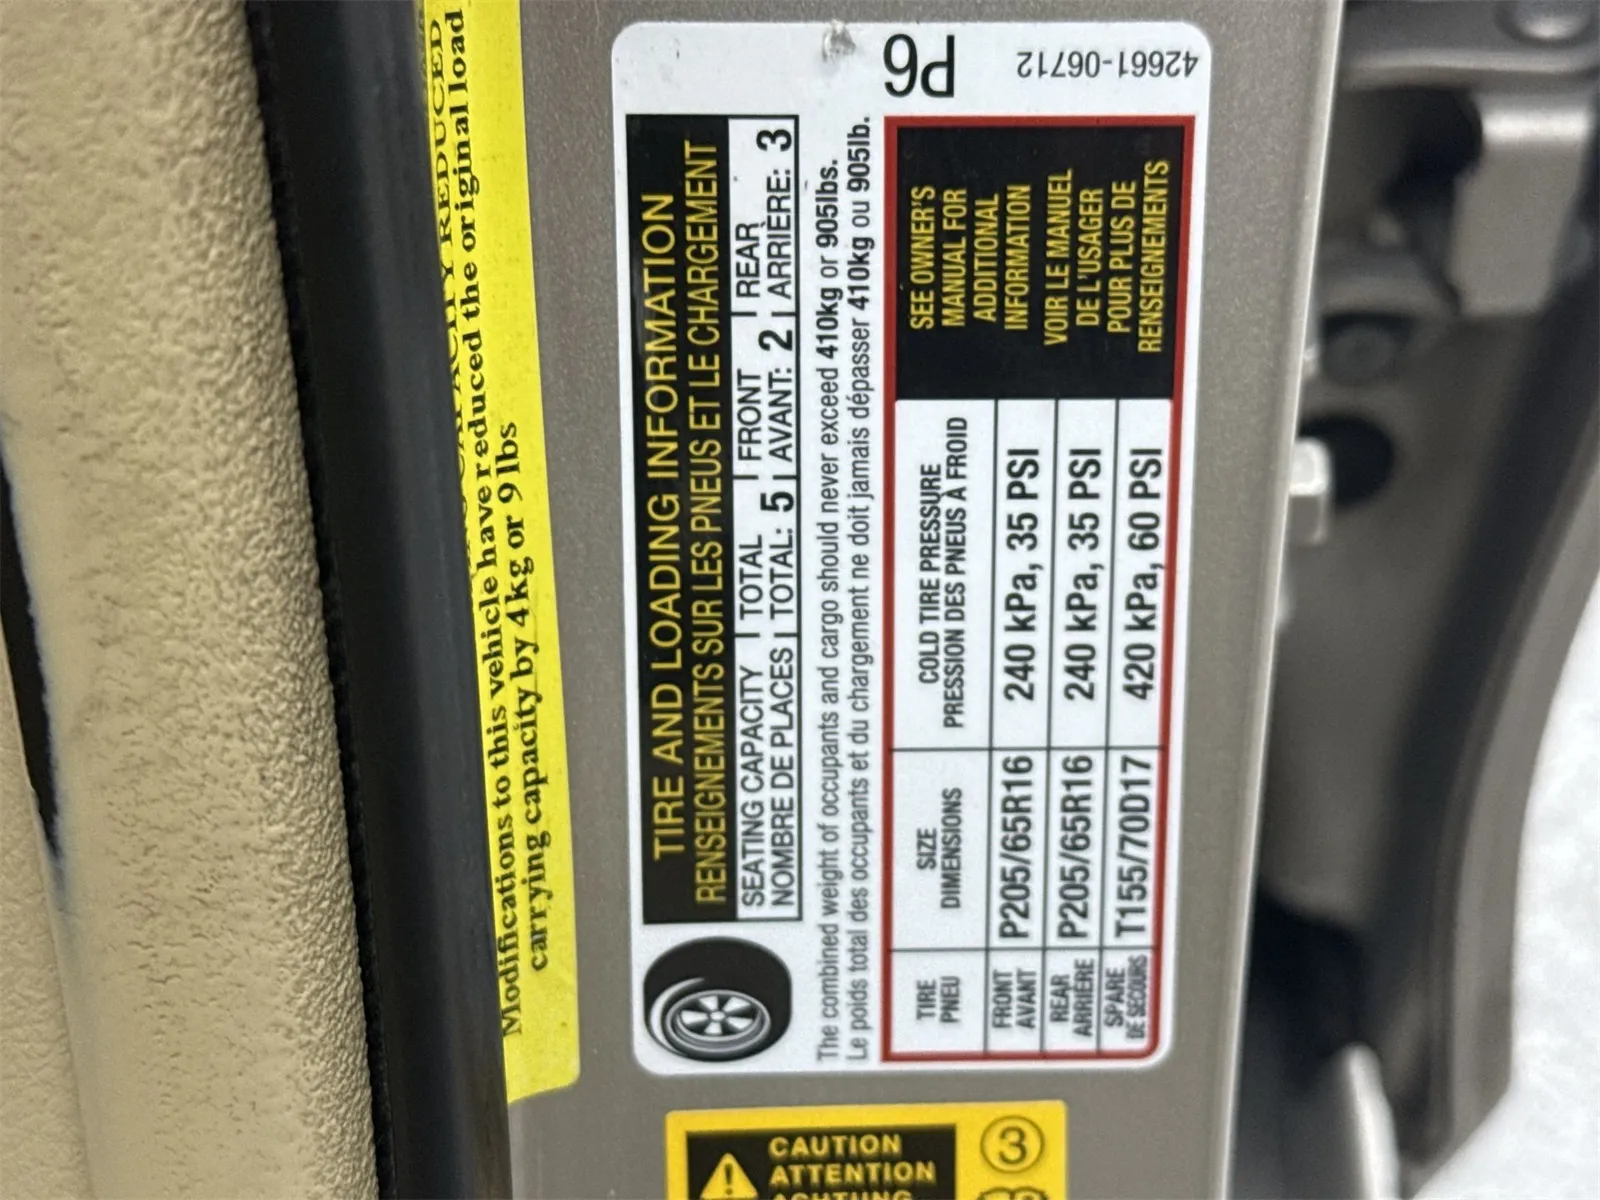 CAPACITY REDUCED
Modifications to this vehicle have reduced the original load
carrying capacity by 4kg or 9 lbs
TIRE AND LOADING INFORMATION
RENSEIGNEMENTS SUR LES PNEUS ET LE CHARGEMENT
SEATING CAPACITY TOTAL FRONT REAR
NOMBRE DE PLACES TOTAL: 5 AVANT: 2 ARRIÈRE: 3
The combined weight of occupants and cargo should never exceed 410kg or 905lbs.
Le poids total des occupants et du chargement ne doit jamais dépasser 410kg ou 905lb.
TIRE SIZE COLD TIRE PRESSURE
PNEU DIMENSIONS PRESSION DES PNEUS À FROID
FRONT
AVANT P205/65R16 240 kPa, 35 PSI
REAR
ARRIÈRE P205/65R16 240 kPa, 35 PSI
SPARE
DE SECOURS T155/70D17 420 kPa, 60 PSI
SEE OWNER'S
MANUAL FOR
ADDITIONAL
INFORMATION
VOIR LE MANUEL
DE L'USAGER
POUR PLUS DE
RENSEIGNEMENTS
P6
42661-06712
CAUTION
ATTENTION
ACHTUNG
3